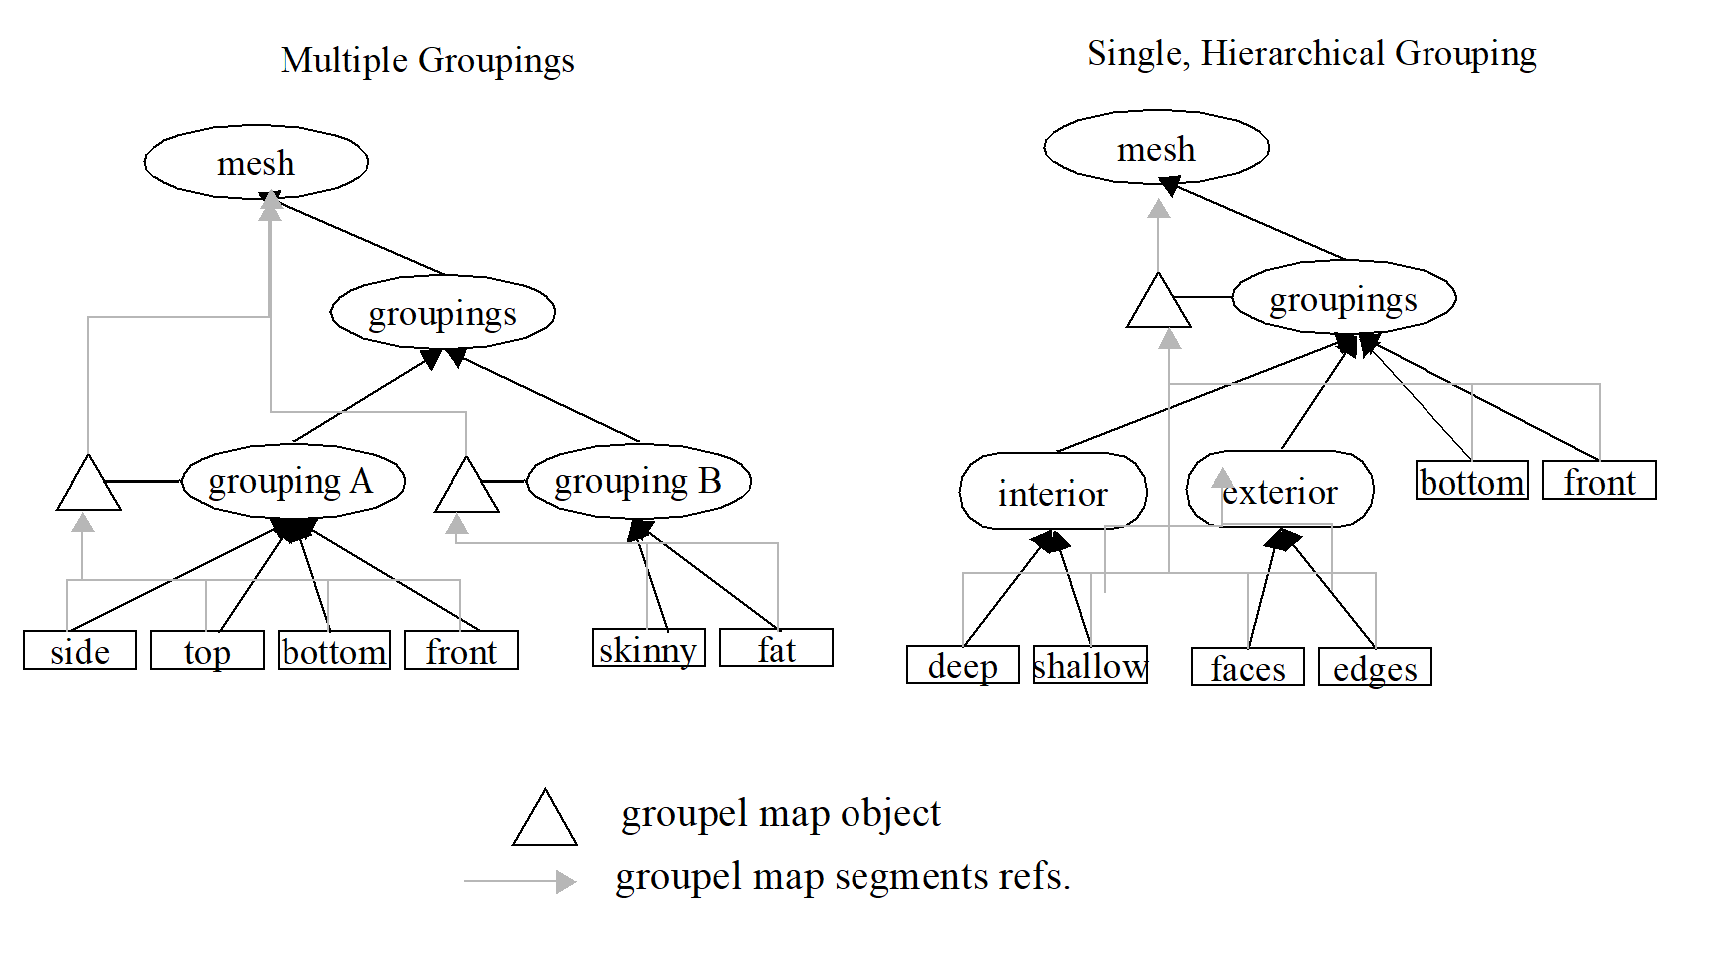 Multiple Groupings
mesh
groupings
grouping A
grouping B
side
top
bottom
front
skinny
fat
Single, Hierarchical Grouping
mesh
groupings
interior
exterior
bottom
front
deep
shallow
faces
edges
groupel map object
groupel map segments refs.